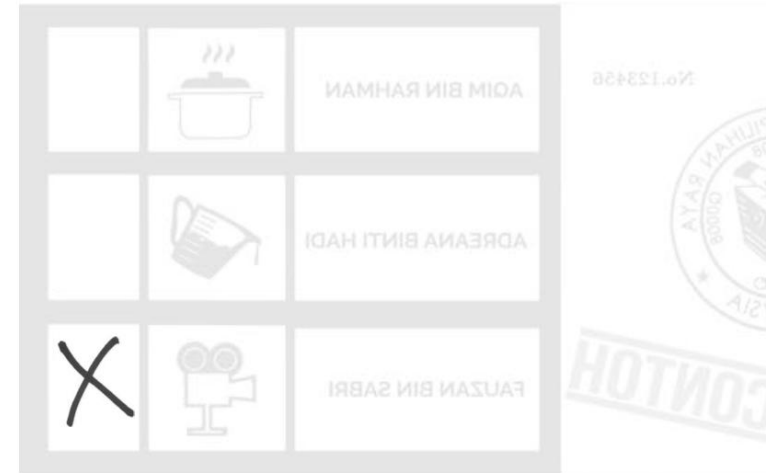 AQIM BIN RAHMAN
No.123456
ADREANA BINTI HADI
FAUZAN BIN SABRI
CONTOH